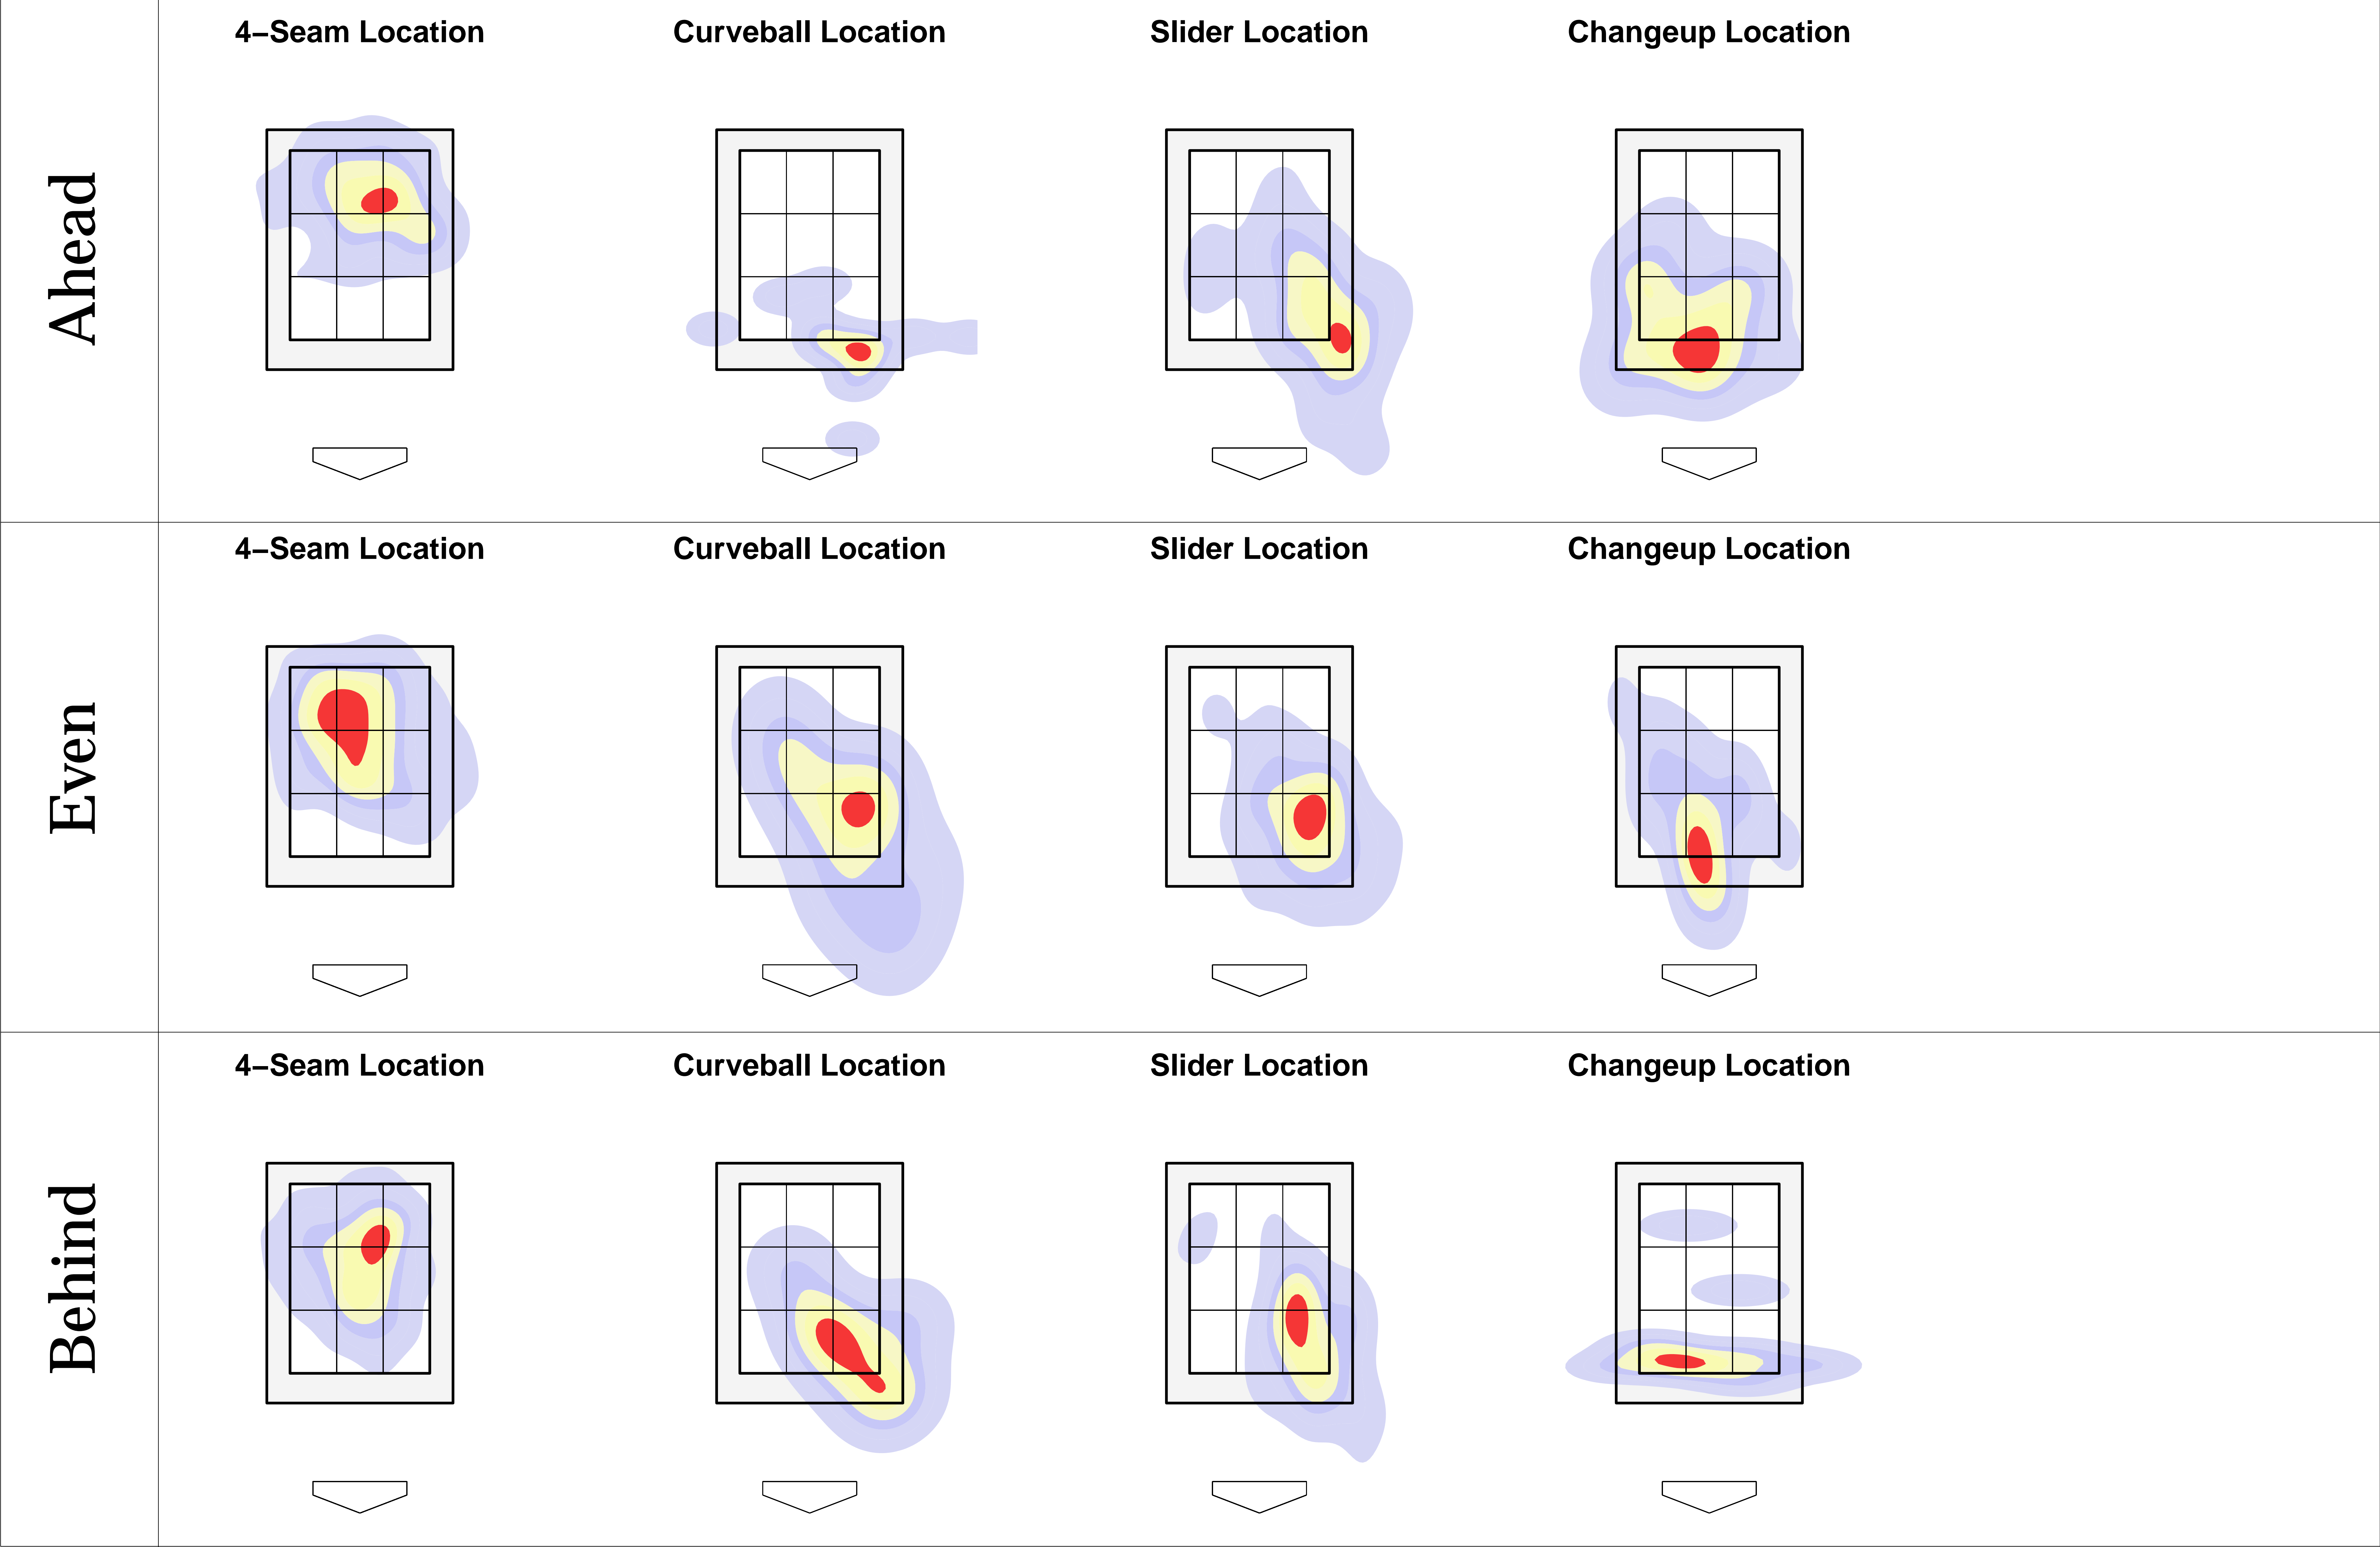 4−Seam Location
Curveball Location
Slider Location
Changeup Location
Ahead
4−Seam Location
Curveball Location
Slider Location
Changeup Location
Even
4−Seam Location
Curveball Location
Slider Location
Changeup Location
Behind